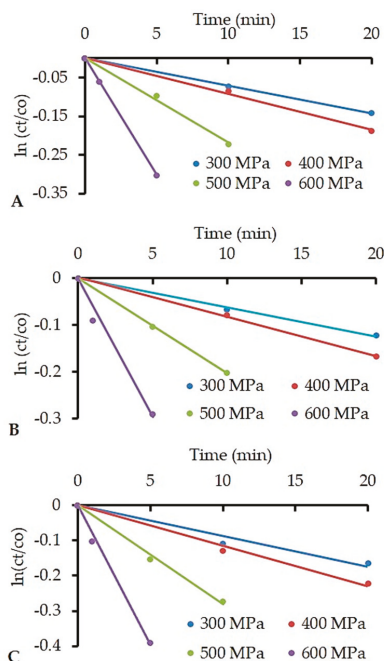 Time (min)
0 5 10 15 20
-0.05
-0.15
-0.25
-0.35
ln (ct/co)
300 MPa 400 MPa
500 MPa 600 MPa
A
Time (min)
0 5 10 15 20
0
-0.1
-0.2
-0.3
ln (ct/co)
300 MPa 400 MPa
500 MPa 600 MPa
B
Time (min)
0 5 10 15 20
0
-0.1
-0.2
-0.3
-0.4
ln(ct/co)
300 MPa 400 MPa
500 MPa 600 MPa
C